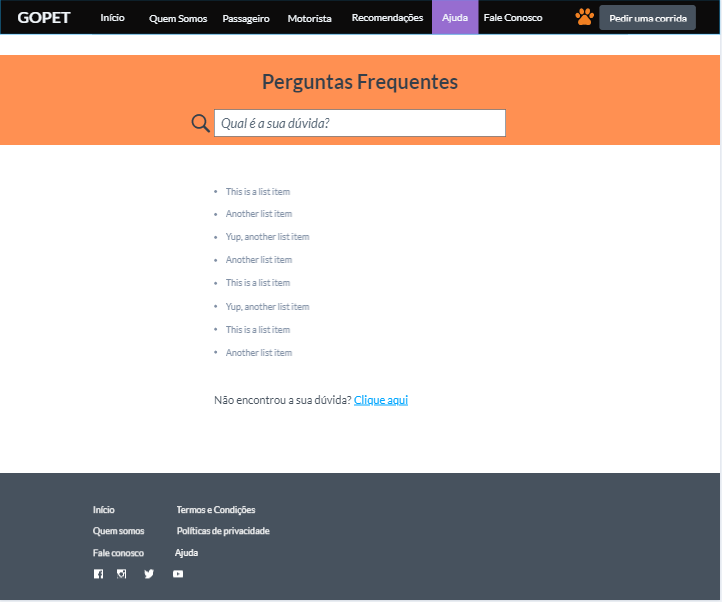 GOPET Início Quem Somos Passageiro Motorista Recomendações Ajuda Fale Conosco Pedir uma corrida
Perguntas Frequentes
Qual é a sua dúvida?
• This is a list item
• Another list item
• Yup, another list item
• Another list item
• This is a list item
• Yup, another list item
• This is a list item
• Another list item
Não encontrou a sua dúvida? Clique aqui
Início Termos e Condições
Quem somos Políticas de privacidade
Fale conosco Ajuda